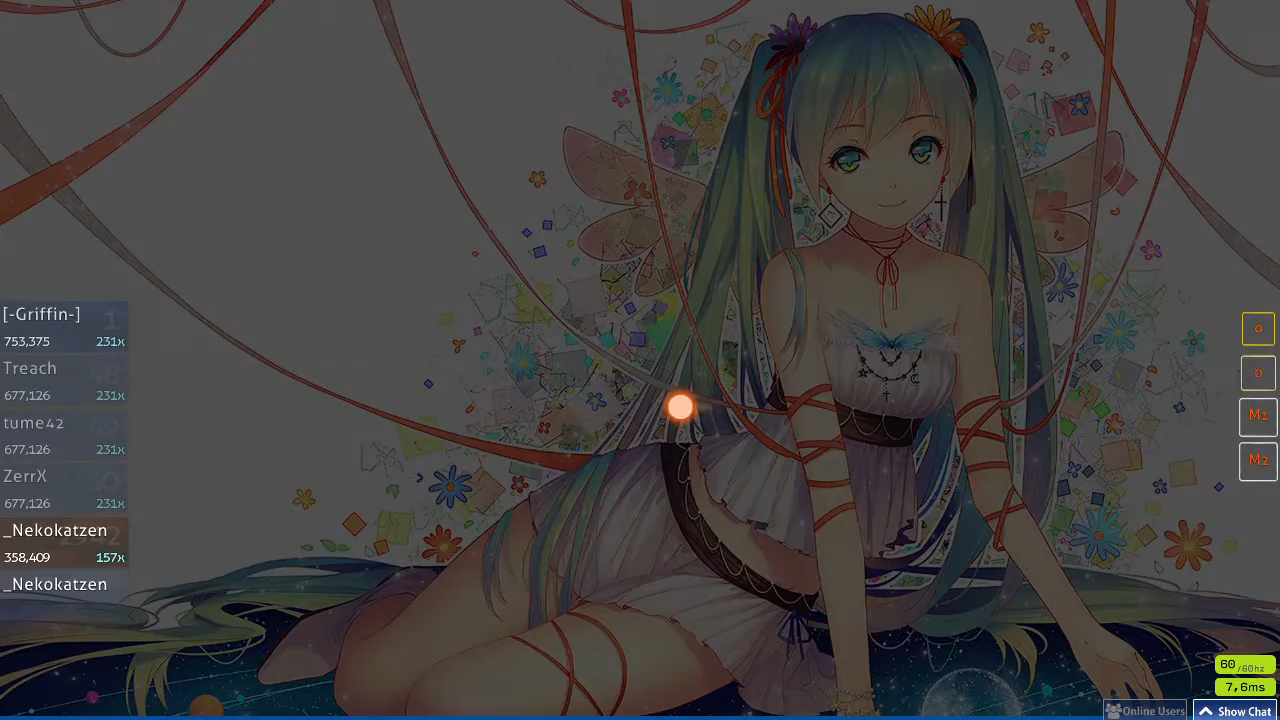 [-Griffin-]
753,375 231x
Treach
677,126 231x
tume42
677,126 231x
ZerrX
677,126 231x
_Nekokatzen
358,409 157x
_Nekokatzen
0
0
M1
M2
60/60hz
7,6ms
Online Users
Show Chat